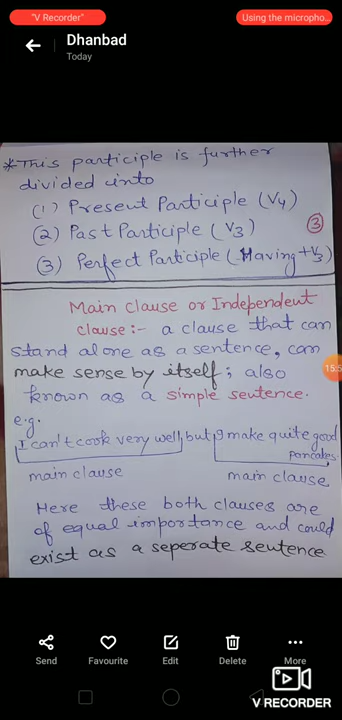 "V Recorder"
Using the micropho...
Dhanbad
Today
*This participle is further
divided into
(1) Present Participle (V4)
(2) Past Participle (V3)
3
(3) Perfect Participle (Having+V3)
Main clause or Independent
clause:- a clause that can
stand alone as a sentence, can
make sense by itself; also
known as a simple sentence.
15:5
e.g.
I can't cook very well, but I make quite good
pancakes.
main clause
main clause
Here these both clauses are
of equal importance and could
exist as a seperate sentence
Send
Favourite
Edit
Delete
More
V RECORDER